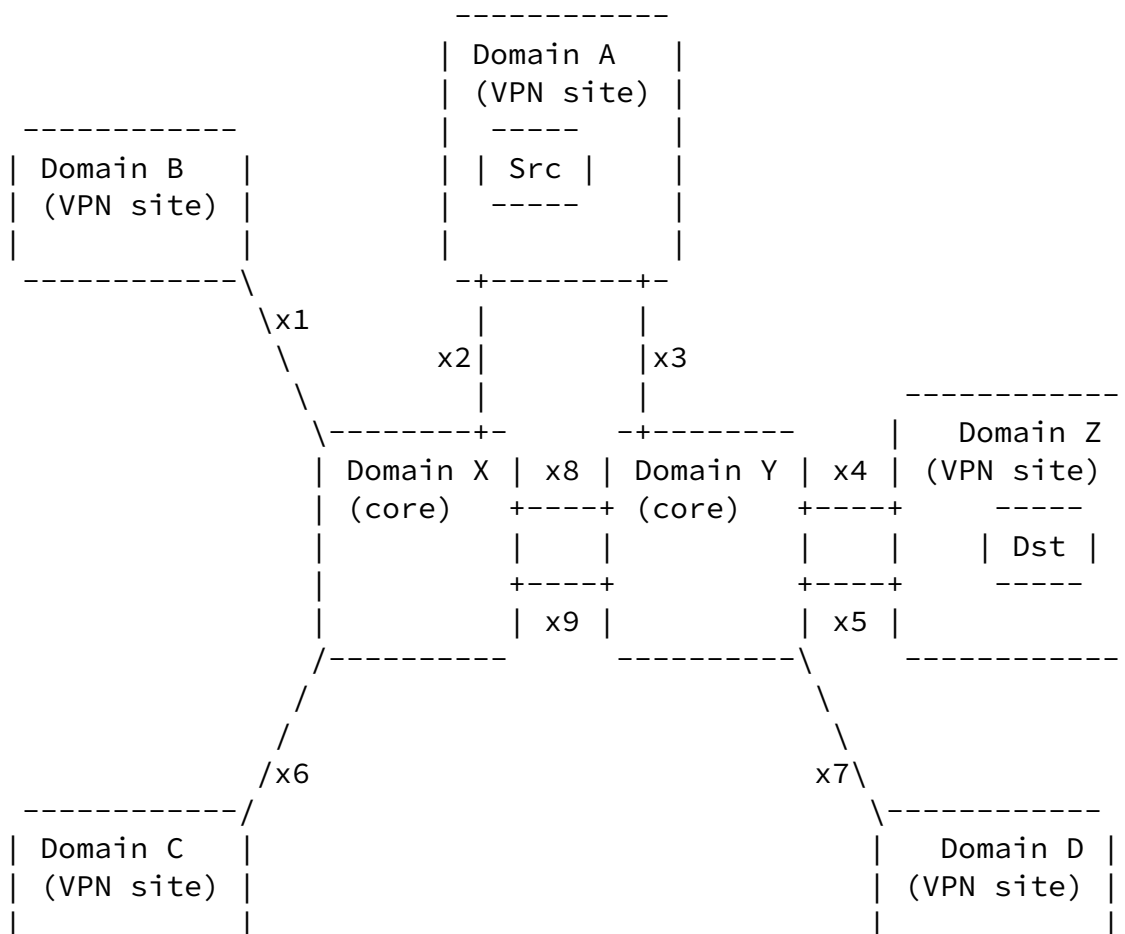 ------------
| Domain A   |
| (VPN site) |
------------              |  -----     |
| Domain B   |            | | Src |    |
| (VPN site) |            |  -----     |
|            |            |            |
------------\            -+--------+-
\x1           |        |
\         x2|        |x3
\          |        |          ------------
\--------+-      -+--------     |   Domain Z
| Domain X | x8 | Domain Y | x4 | (VPN site)
| (core)   +----+ (core)   +----+     -----
|          |    |          |    |    | Dst |
|          +----+          +----+     -----
|          | x9 |          | x5 |
/----------      ----------\     ------------
/                            \
/                              \
/x6                            x7\
------------/                                  \------------
| Domain C   |                                  |   Domain D |
| (VPN site) |                                  | (VPN site) |
|            |                                  |            |